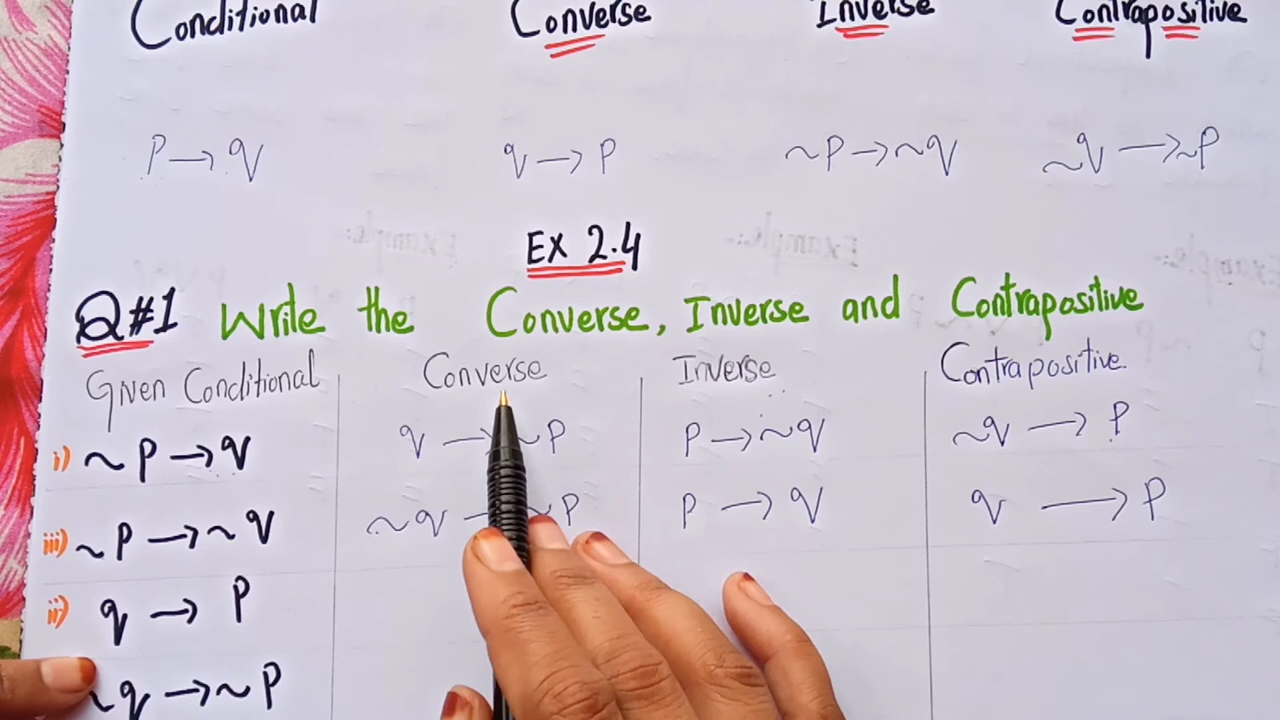 Conditional Converse Inverse Contrapositive
P → q q → P ~P → ~q ~q → ~P
Ex 2.4
Q#1 Write the Converse, Inverse and Contrapositive
Given Conditional Converse Inverse Contrapositive
i) ~P → q q → ~P P → ~q ~q → P
iii) ~P → ~q ~q → ~P P → q q → P
ii) q → P
~q → ~P